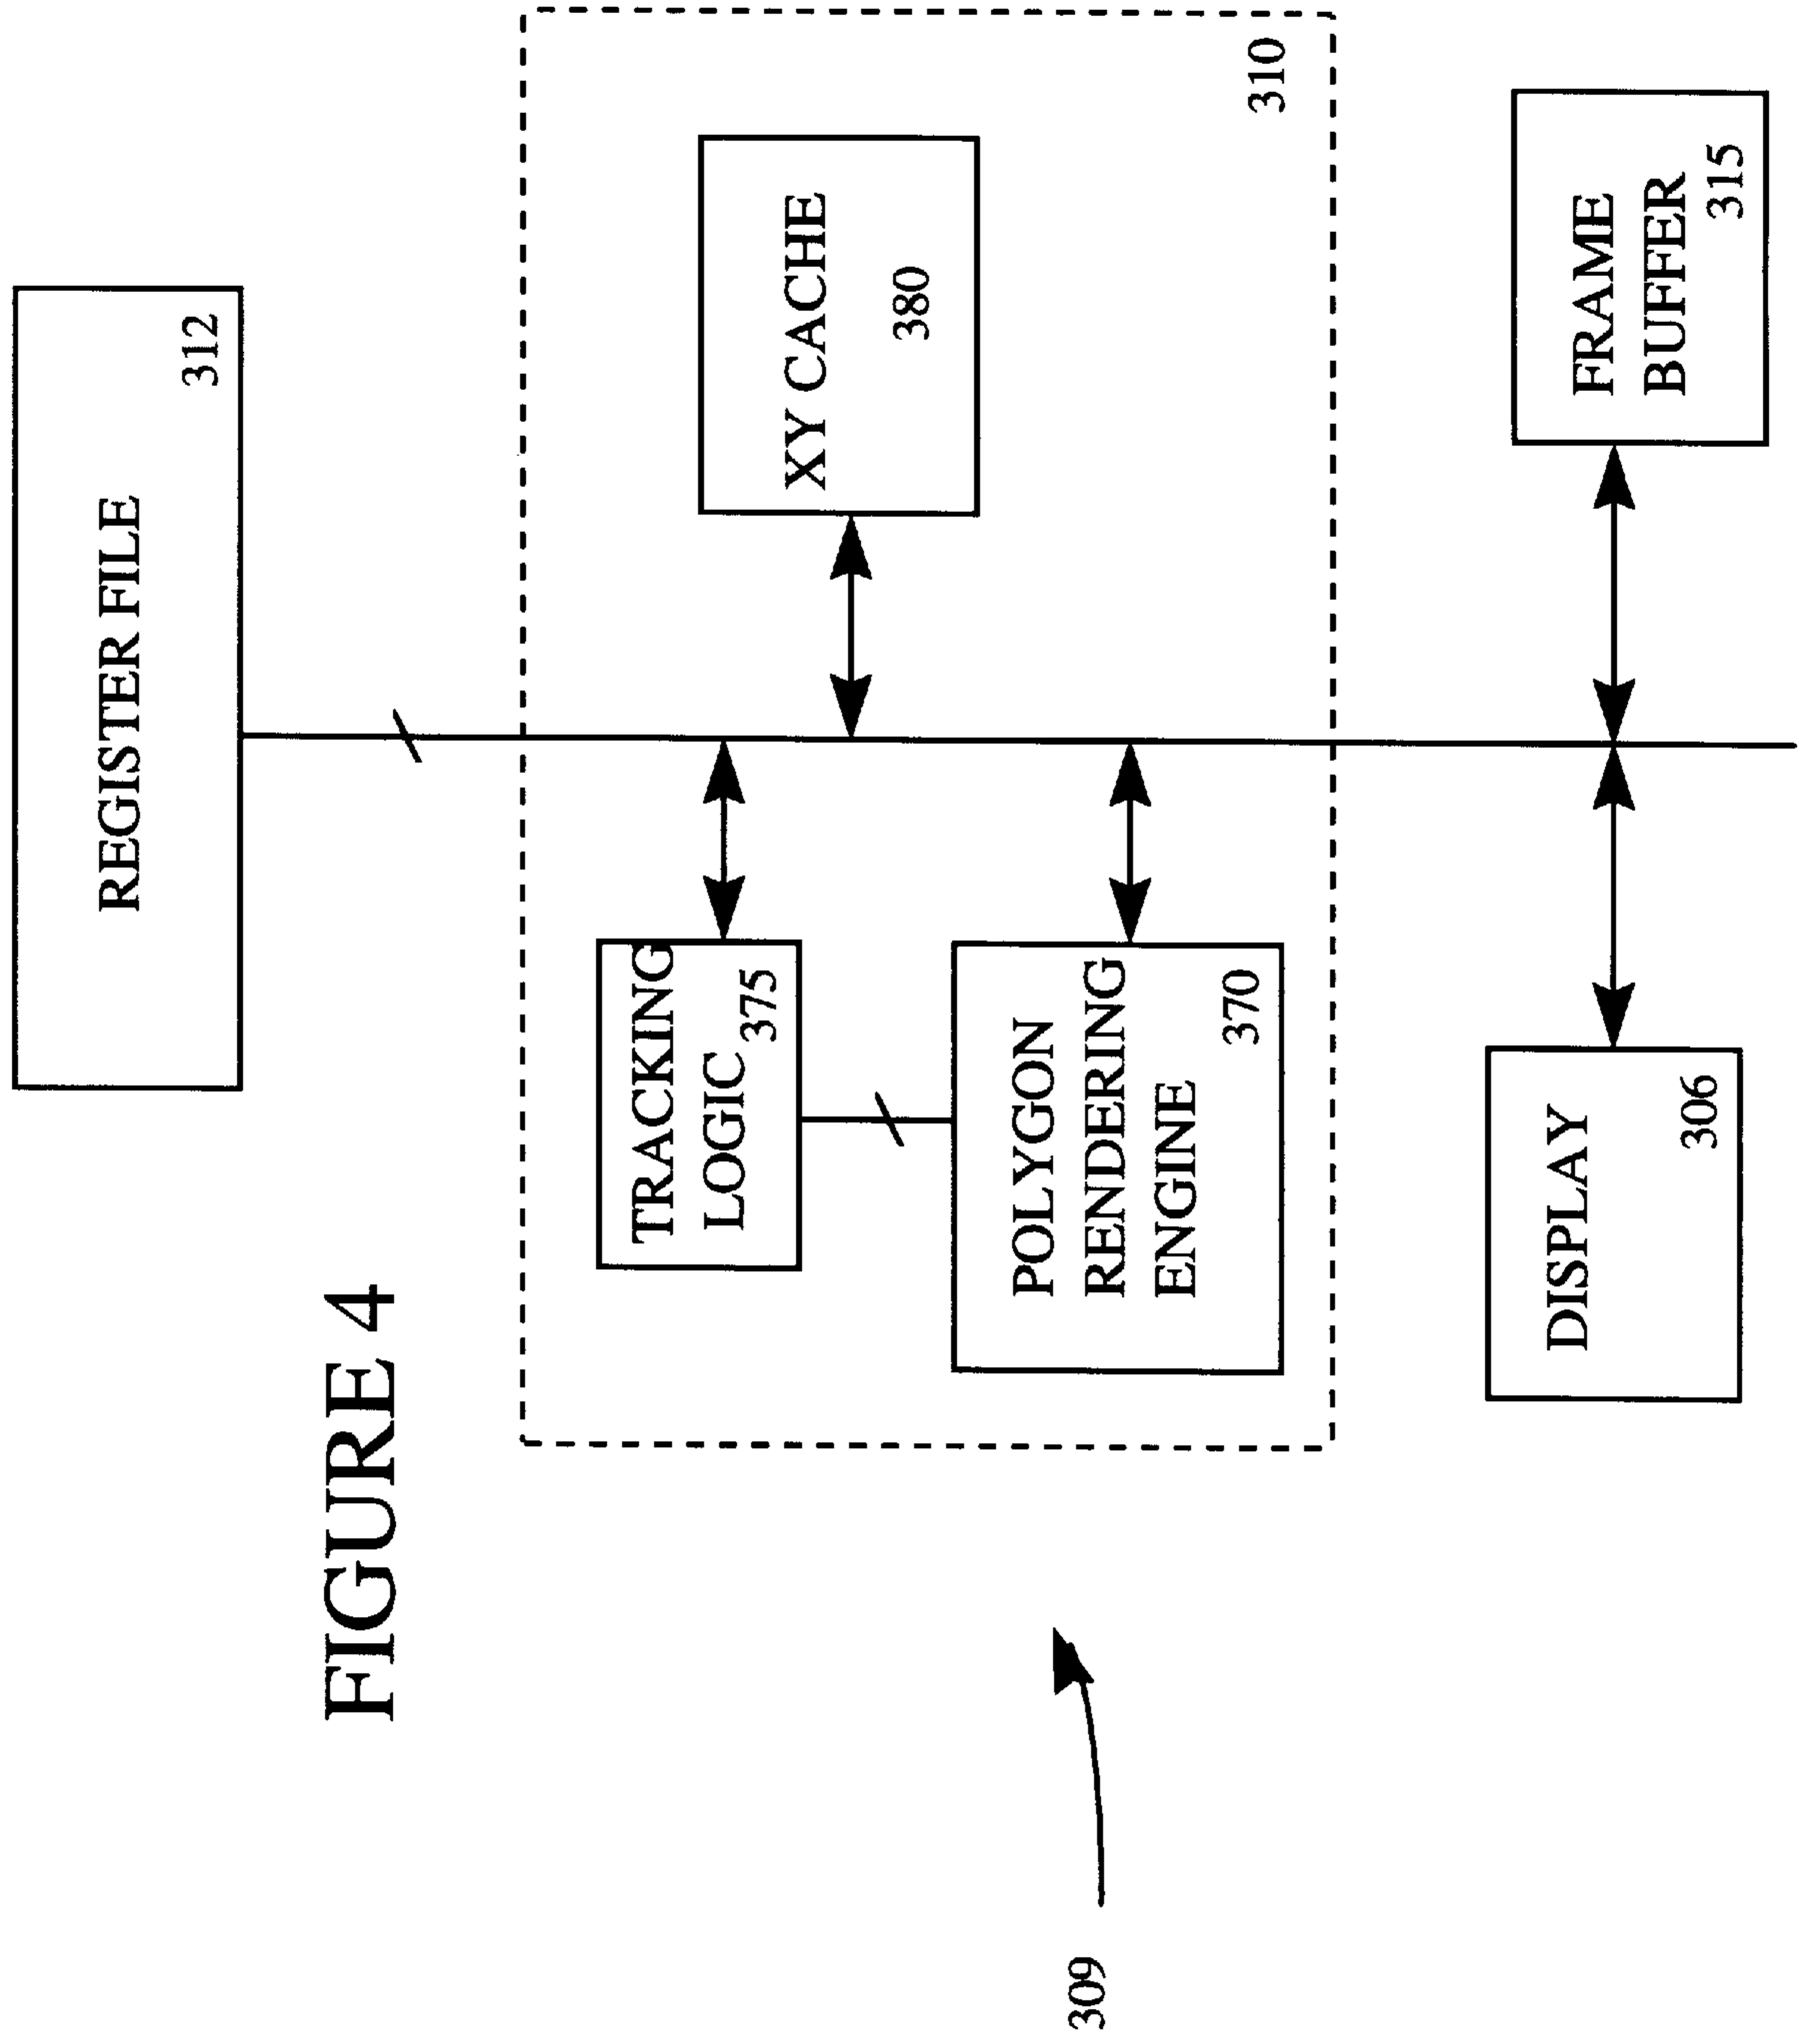 FIGURE 4
REGISTER FILE
312
TRACKING
LOGIC
375
XY CACHE
380
POLYGON
RENDERING
ENGINE
370
310
309
DISPLAY
306
FRAME
BUFFER
315